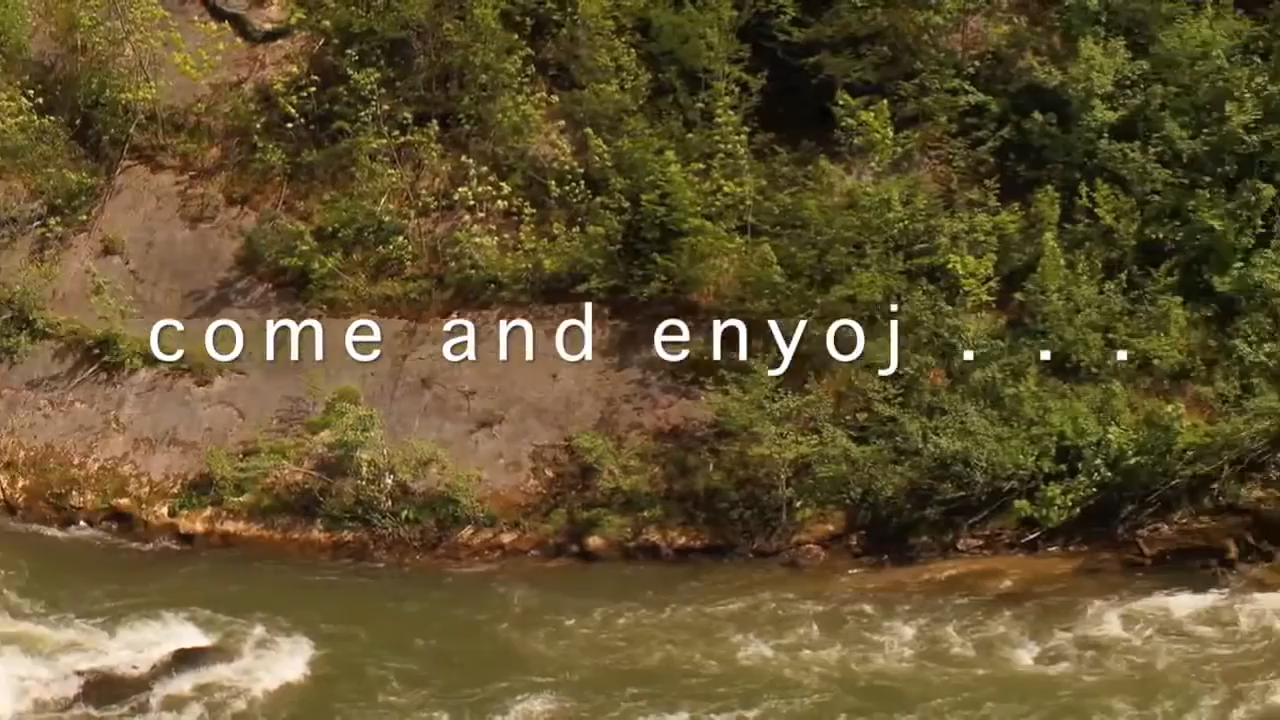 come and enyoj . . .